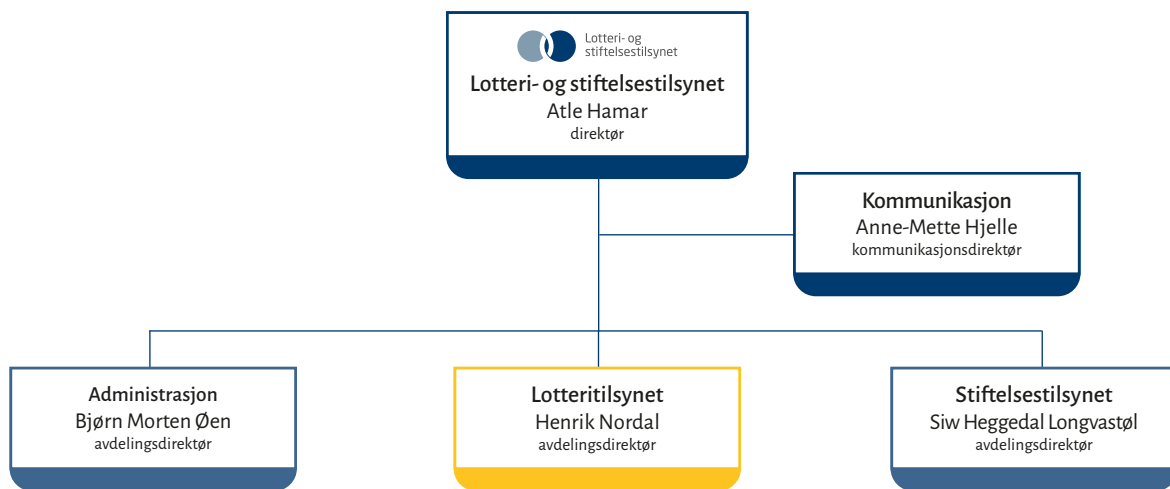 Lotteri- og
stiftelsestilsynet
Lotteri- og stiftelsestilsynet
Atle Hamar
direktør
Kommunikasjon
Anne-Mette Hjelle
kommunikasjonsdirektør
Administrasjon
Bjørn Morten Øen
avdelingsdirektør
Lotteritilsynet
Henrik Nordal
avdelingsdirektør
Stiftelsestilsynet
Siw Heggedal Longvastøl
avdelingsdirektør